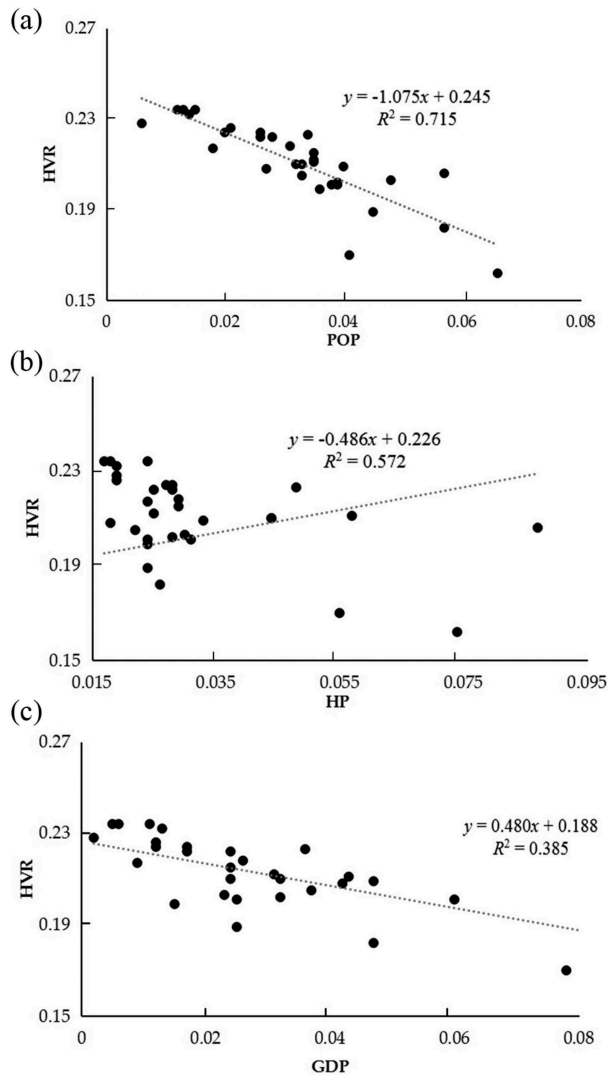 (a)
0.27
0.23
0.19
0.15
HVR
y = -1.075x + 0.245
R² = 0.715
0 0.02 0.04 0.06 0.08
POP
(b)
0.27
0.23
0.19
0.15
HVR
y = -0.486x + 0.226
R² = 0.572
0.015 0.035 0.055 0.075 0.095
HP
(c)
0.27
0.23
0.19
0.15
HVR
y = 0.480x + 0.188
R² = 0.385
0 0.02 0.04 0.06 0.08
GDP